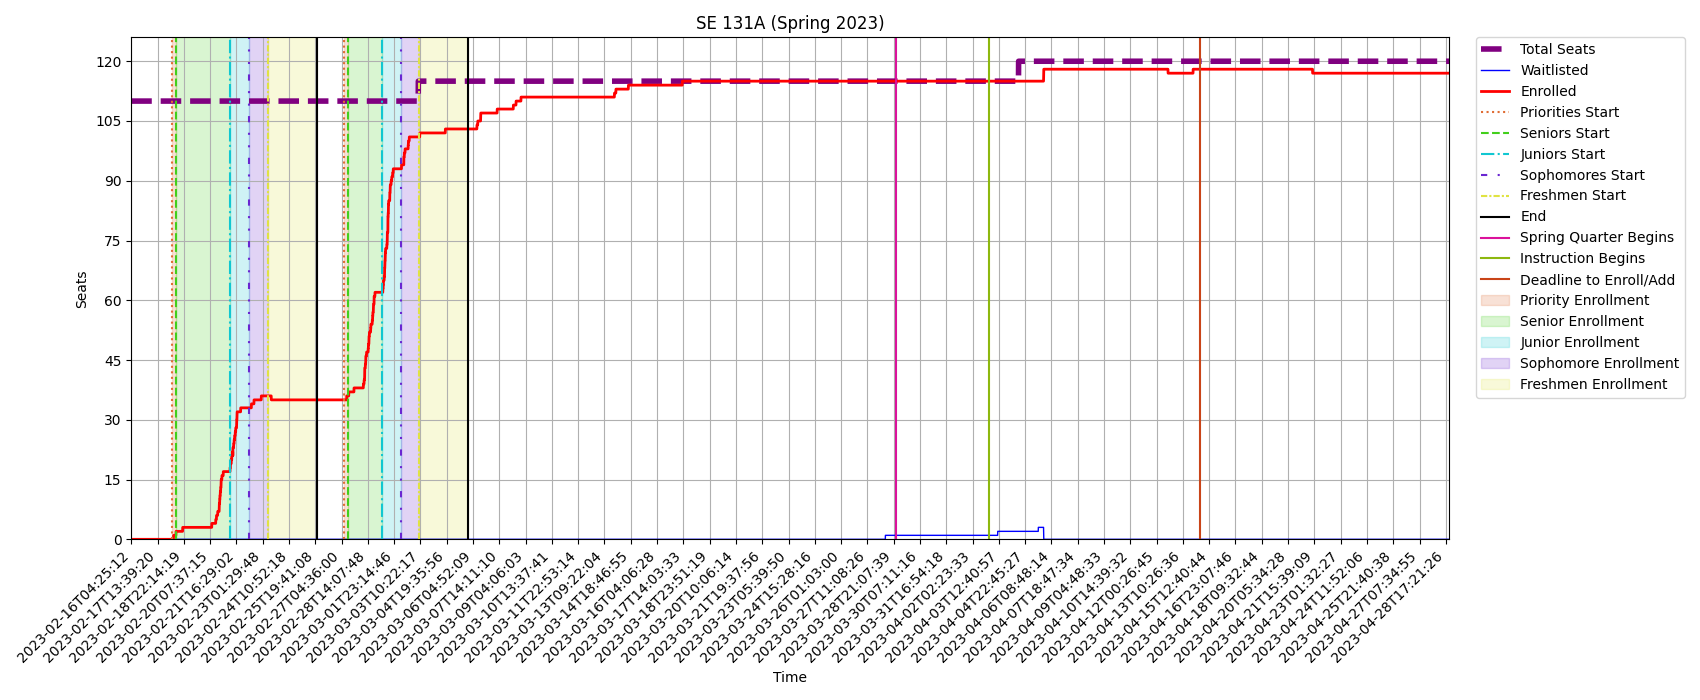 SE 131A (Spring 2023)
Seats
120
105
90
75
60
45
30
15
0
2023-02-16T04:25:12
2023-02-17T13:39:20
2023-02-18T22:14:19
2023-02-20T07:37:15
2023-02-21T16:29:02
2023-02-23T01:29:48
2023-02-24T10:52:18
2023-02-25T19:41:08
2023-02-27T04:36:00
2023-02-28T14:07:48
2023-03-01T23:14:46
2023-03-03T10:22:17
2023-03-04T19:35:56
2023-03-06T04:52:09
2023-03-07T14:11:10
2023-03-09T04:06:03
2023-03-10T13:37:41
2023-03-11T22:53:14
2023-03-13T09:22:04
2023-03-14T18:46:55
2023-03-16T04:06:28
2023-03-17T14:03:33
2023-03-18T23:51:19
2023-03-20T10:06:14
2023-03-21T19:37:56
2023-03-23T05:39:50
2023-03-24T15:28:16
2023-03-26T01:03:00
2023-03-27T11:08:26
2023-03-28T21:07:39
2023-03-30T07:11:16
2023-03-31T16:54:18
2023-04-02T02:23:33
2023-04-03T12:40:57
2023-04-04T22:45:27
2023-04-06T08:48:14
2023-04-07T18:47:34
2023-04-09T04:48:33
2023-04-10T14:39:32
2023-04-12T00:26:45
2023-04-13T10:26:36
2023-04-15T12:40:44
2023-04-16T23:07:46
2023-04-18T09:32:44
2023-04-20T05:34:28
2023-04-21T15:39:09
2023-04-23T01:32:27
2023-04-24T11:52:06
2023-04-25T21:40:38
2023-04-27T07:34:55
2023-04-28T17:21:26
Time
Total Seats
Waitlisted
Enrolled
Priorities Start
Seniors Start
Juniors Start
Sophomores Start
Freshmen Start
End
Spring Quarter Begins
Instruction Begins
Deadline to Enroll/Add
Priority Enrollment
Senior Enrollment
Junior Enrollment
Sophomore Enrollment
Freshmen Enrollment